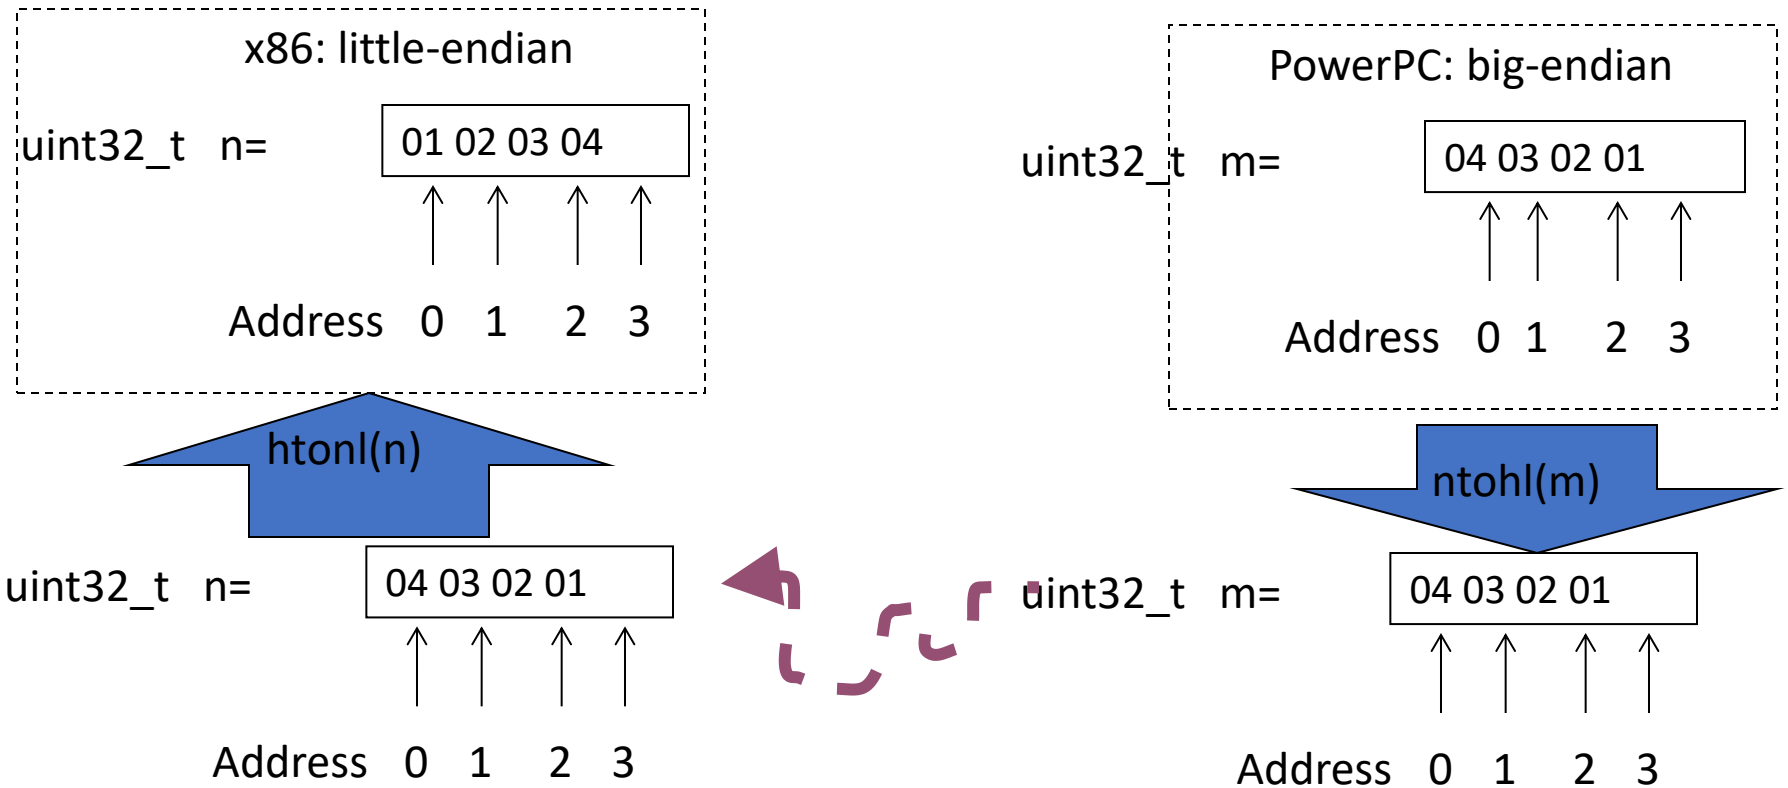 x86: little-endian
uint32_t n= 01 02 03 04
Address 0 1 2 3
htonl(n)
uint32_t n= 04 03 02 01
Address 0 1 2 3
PowerPC: big-endian
uint32_t m= 04 03 02 01
Address 0 1 2 3
ntohl(m)
uint32_t m= 04 03 02 01
Address 0 1 2 3